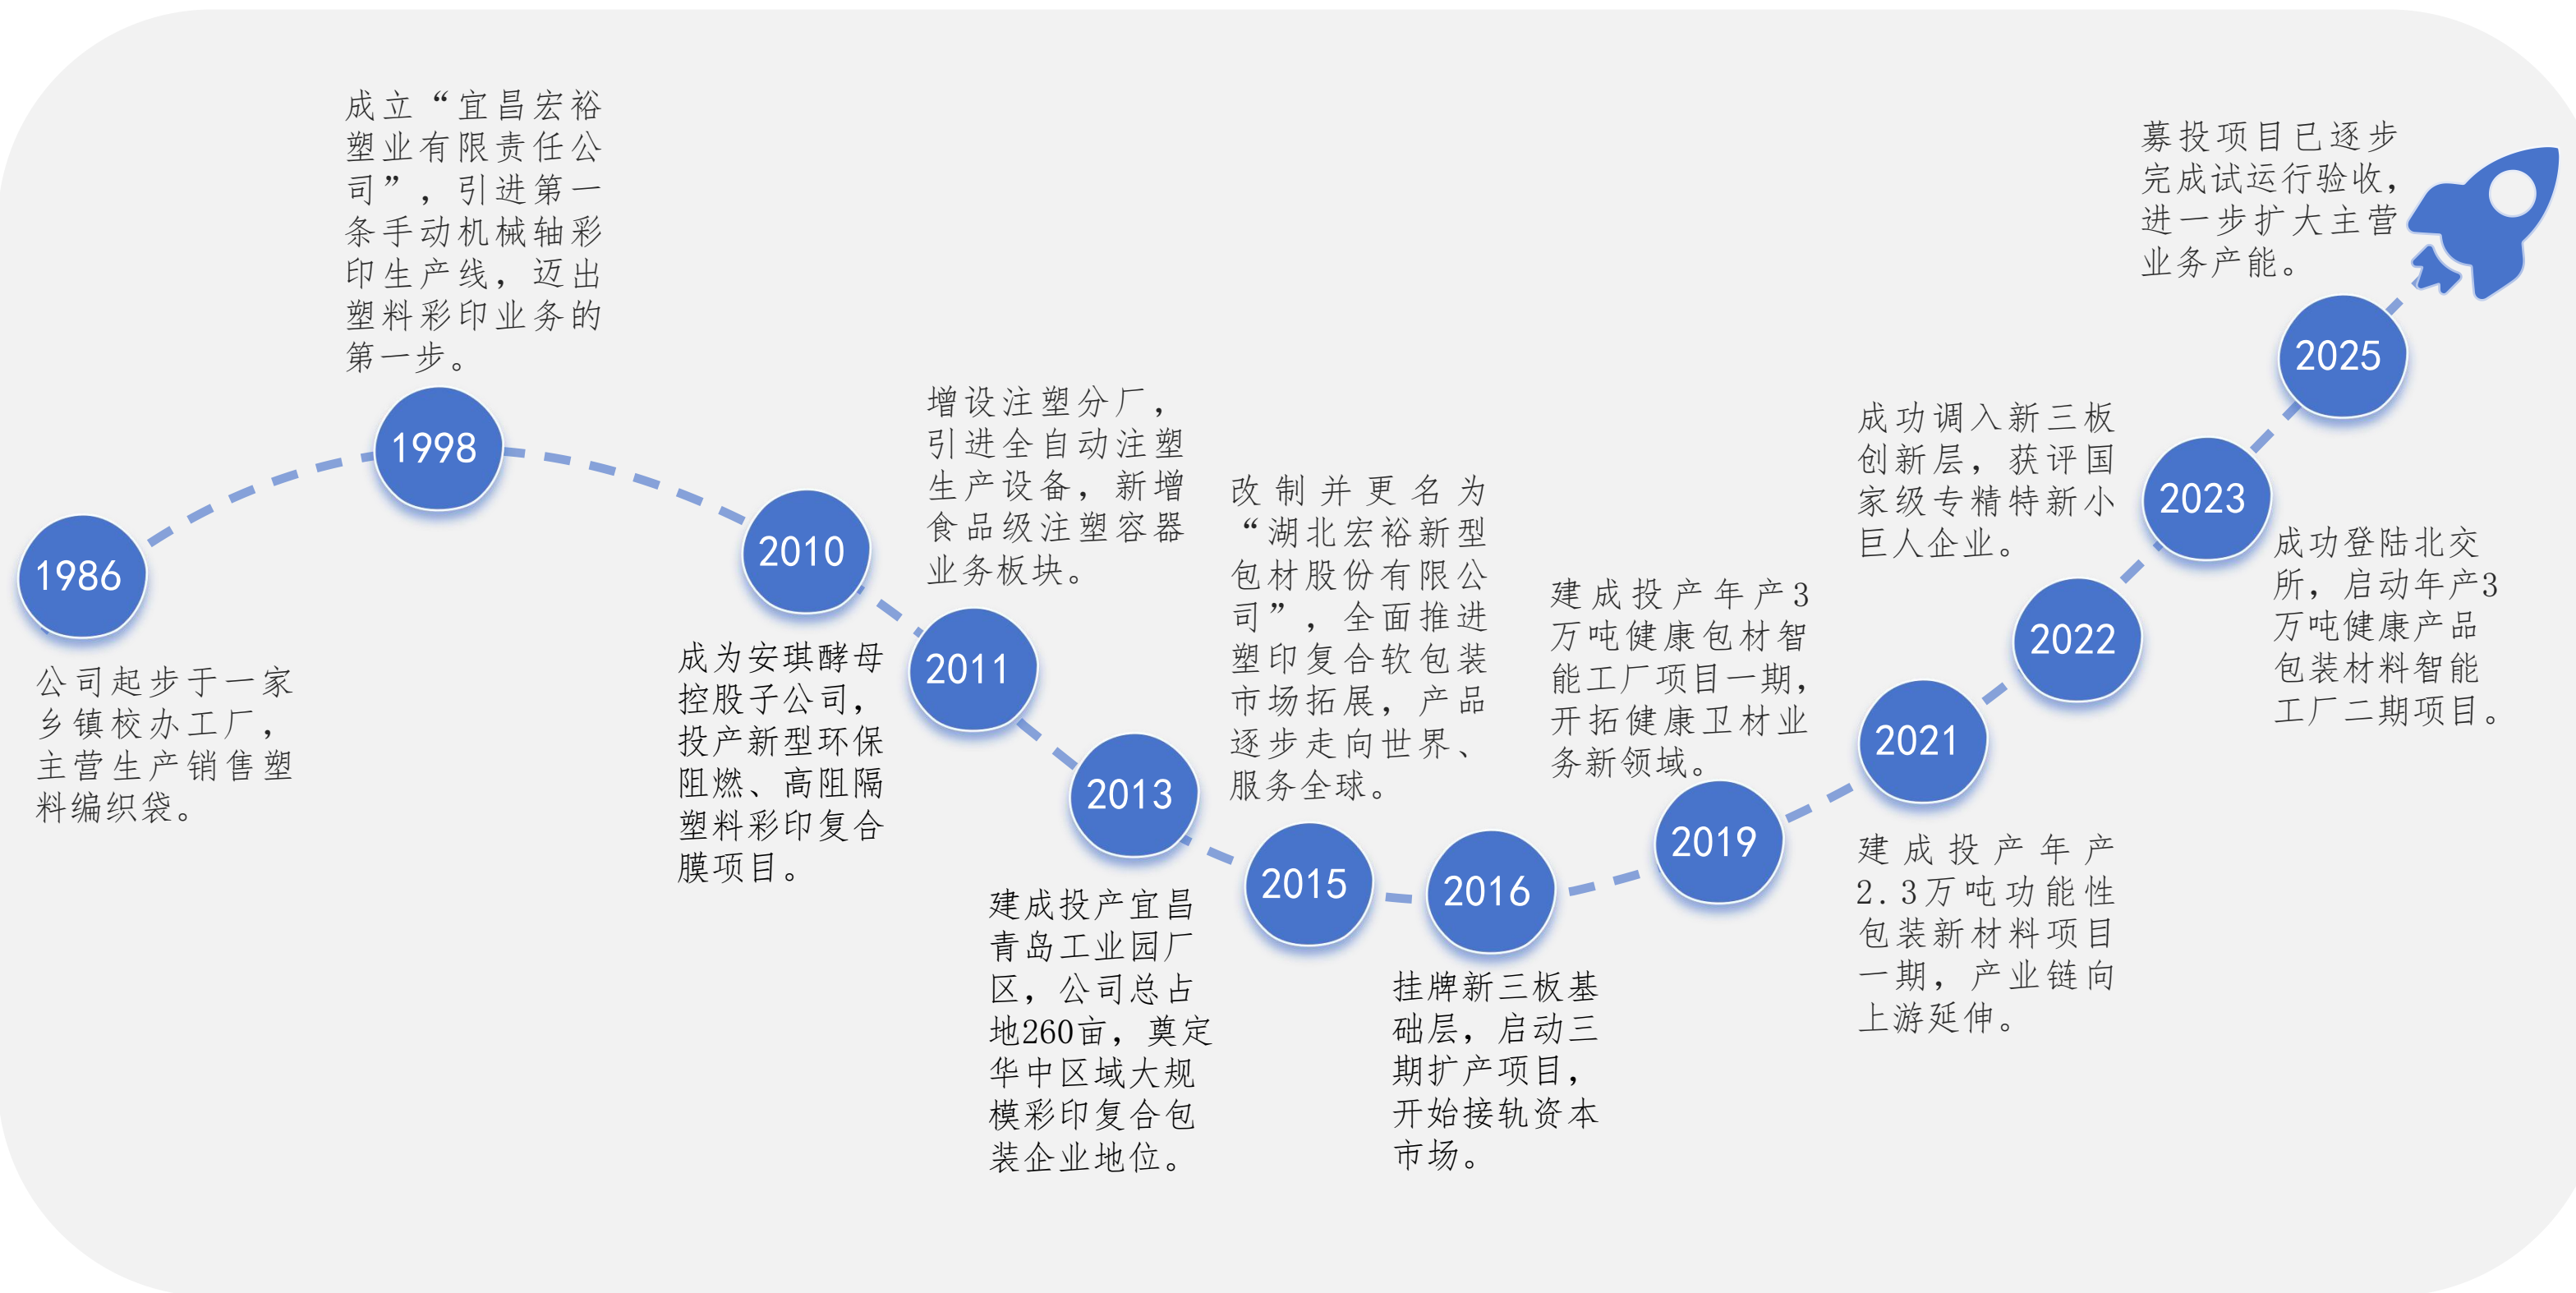 1986
公司起步于一家
乡镇校办工厂，
主营生产销售塑
料编织袋。
成立“宜昌宏裕
塑业有限责任公
司”，引进第一
条手动机械轴彩
印生产线，迈出
塑料彩印业务的
第一步。
1998
2010
成为安琪酵母
控股子公司，
投产新型环保
阻燃、高阻隔
塑料彩印复合
膜项目。
增设注塑分厂，
引进全自动注塑
生产设备，新增
食品级注塑容器
业务板块。
2011
2013
建成投产宜昌
青岛工业园厂
区，公司总占
地260亩，奠定
华中区域大规
模彩印复合包
装企业地位。
改制并更名为
“湖北宏裕新型
包材股份有限公
司”，全面推进
塑印复合软包装
市场拓展，产品
逐步走向世界、
服务全球。
2015
2016
挂牌新三板基
础层，启动三
期扩产项目，
开始接轨资本
市场。
建成投产年产3
万吨健康包材智
能工厂项目一期，
开拓健康卫材业
务新领域。
2019
2021
建成投产年产
2.3万吨功能性
包装新材料项目
一期，产业链向
上游延伸。
成功调入新三板
创新层，获评国
家级专精特新小
巨人企业。
2022
2023
成功登陆北交
所，启动年产3
万吨健康产品
包装材料智能
工厂二期项目。
募投项目已逐步
完成试运行验收，
进一步扩大主营
业务产能。
2025